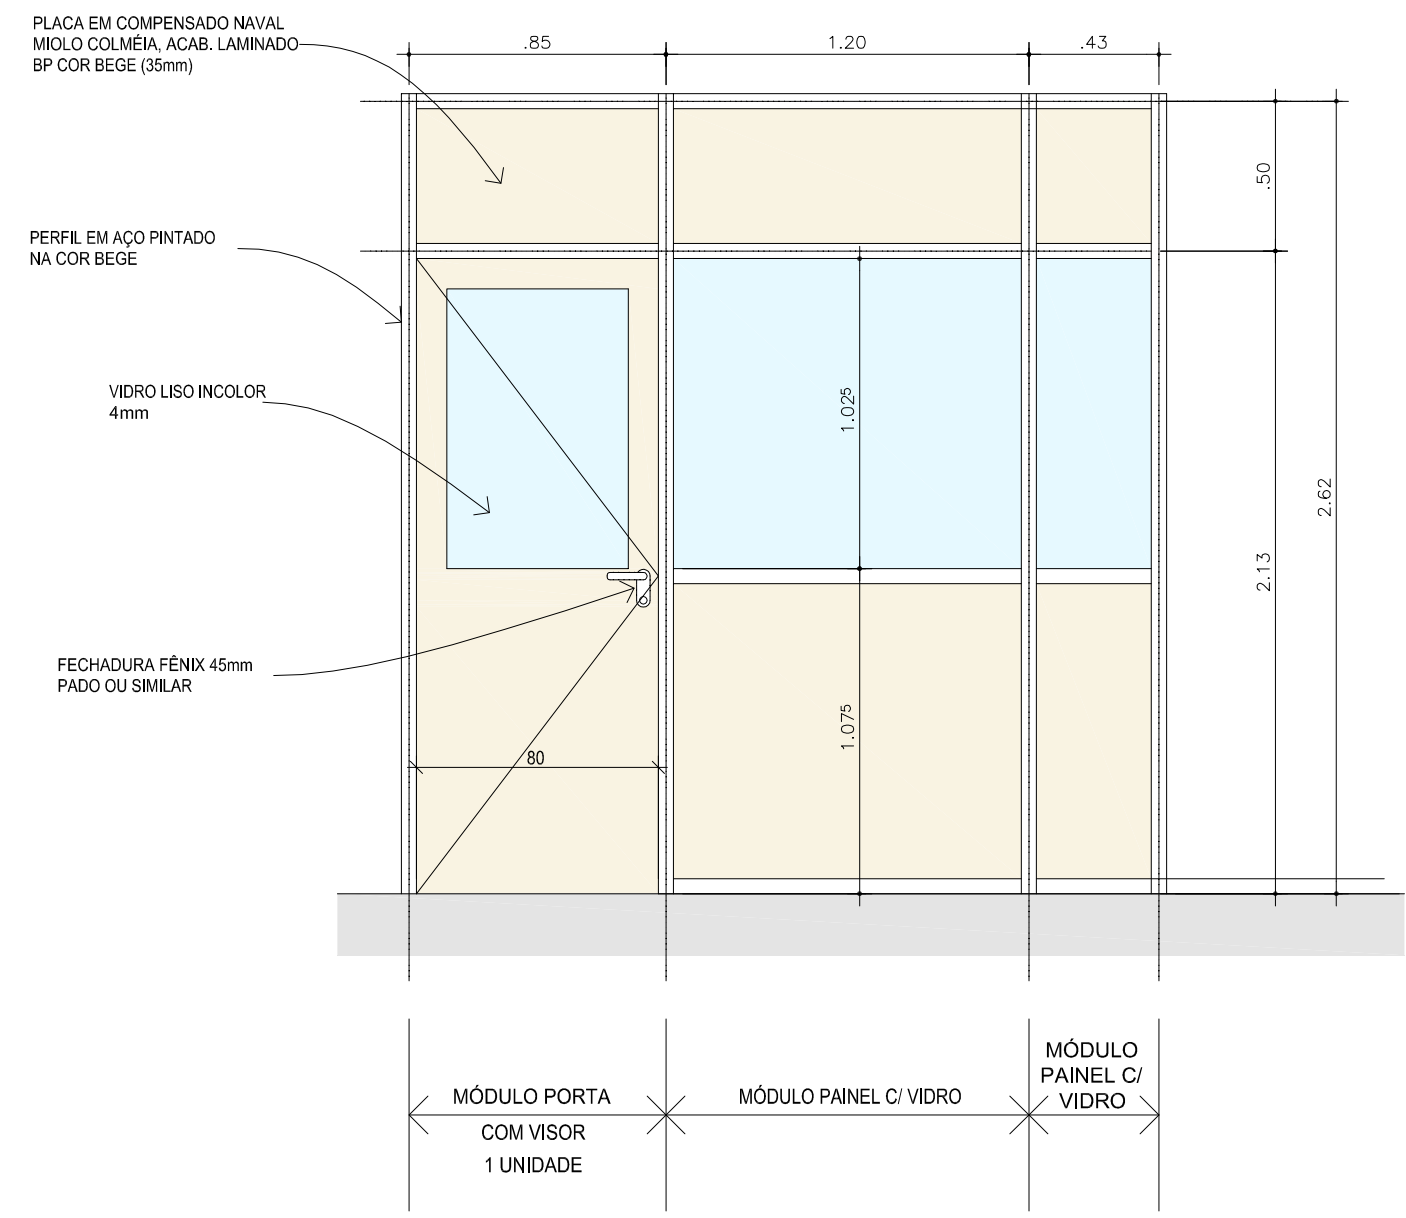 PLACA EM COMPENSADO NAVAL
MIOLO COLMÉIA, ACAB. LAMINADO
BP COR BEGE (35mm)
.85
1.20
.43
.50
PERFIL EM AÇO PINTADO
NA COR BEGE
VIDRO LISO INCOLOR
4mm
1.025
2.62
2.13
FECHADURA FÊNIX 45mm
PADO OU SIMILAR
1.075
80
MÓDULO PORTA
COM VISOR
1 UNIDADE
MÓDULO PAINEL C/ VIDRO
MÓDULO
PAINEL C/
VIDRO